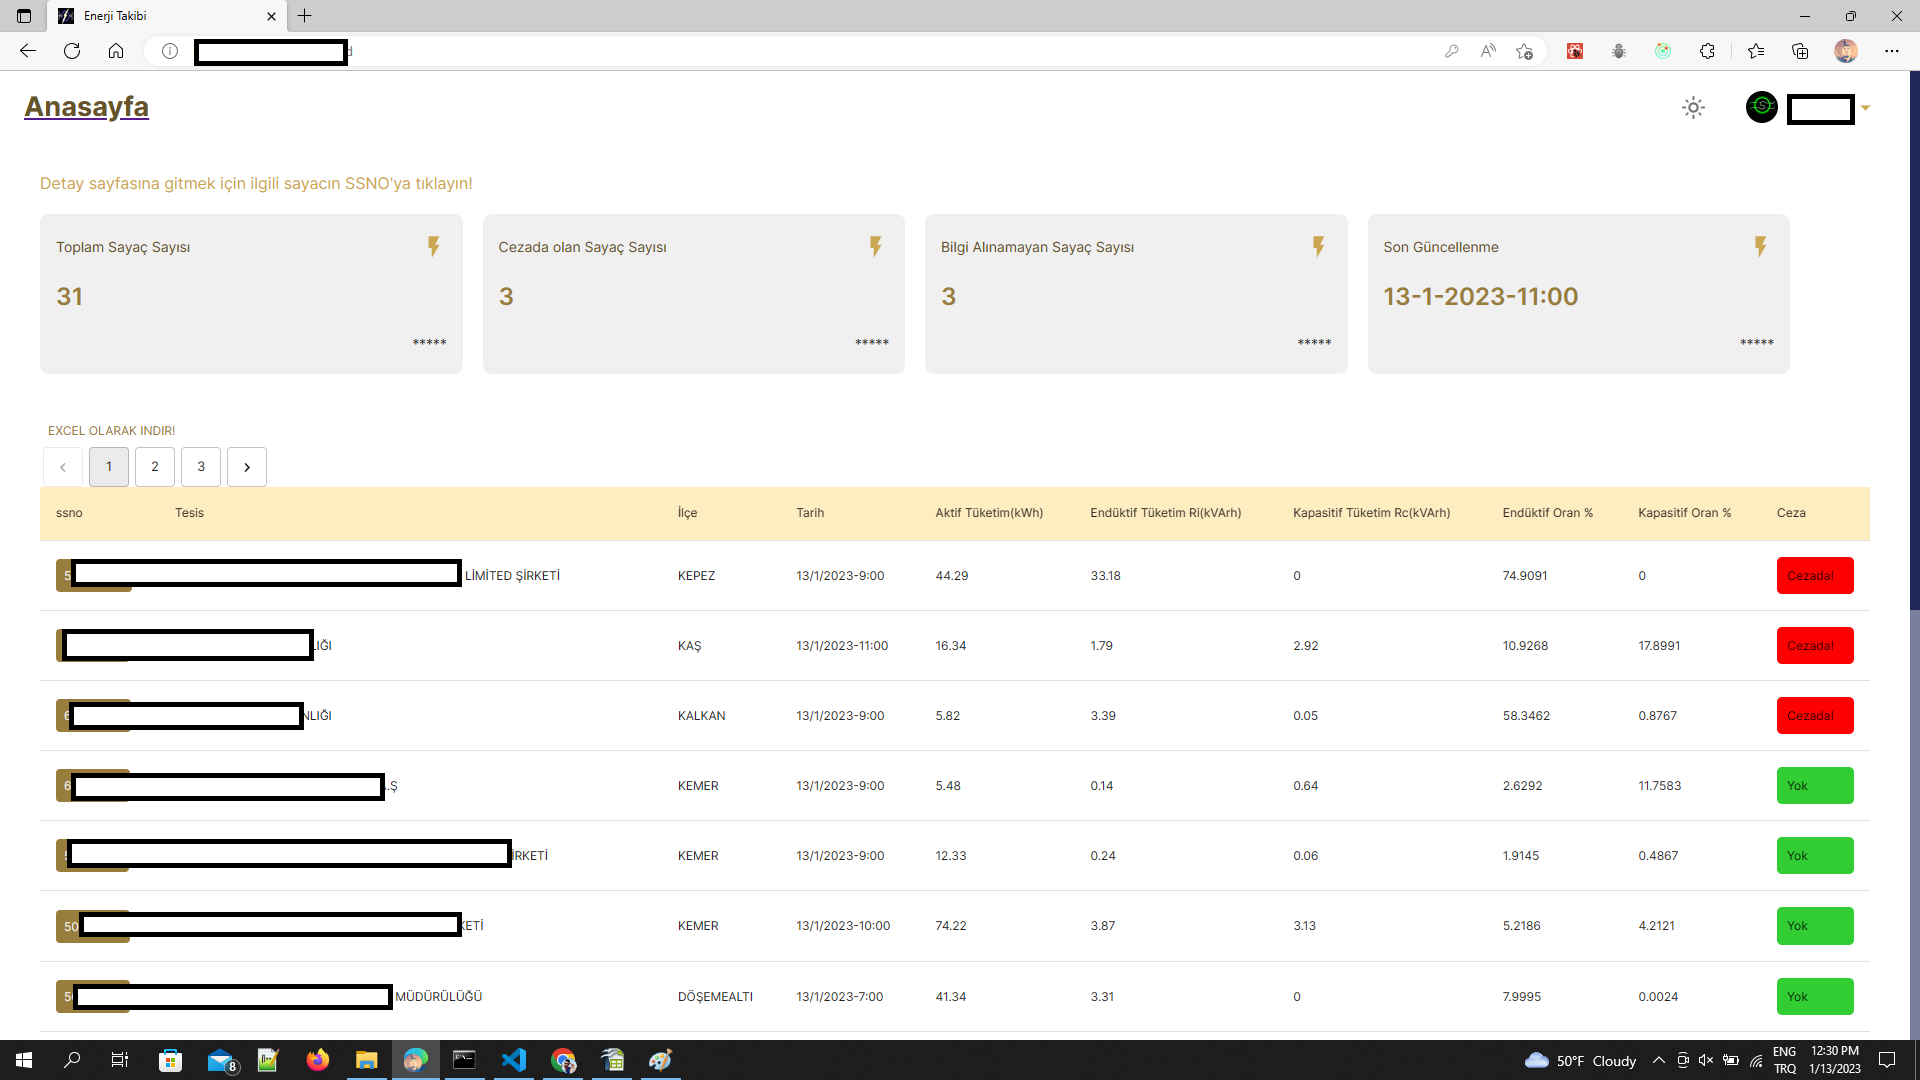 Enerji Takibi
Anasayfa
Detay sayfasına gitmek için ilgili sayacın SSNO'ya tıklayın!
Toplam Sayaç Sayısı
31
*****
Cezada olan Sayaç Sayısı
3
*****
Bilgi Alınamayan Sayaç Sayısı
3
*****
Son Güncellenme
13-1-2023-11:00
*****
EXCEL OLARAK INDIR!
1 2 3
ssno Tesis İlçe Tarih Aktif Tüketim(kWh) Endüktif Tüketim Ri(kVArh) Kapasitif Tüketim Rc(kVArh) Endüktif Oran % Kapasitif Oran % Ceza
5 LİMİTED ŞİRKETİ KEPEZ 13/1/2023-9:00 44.29 33.18 0 74.9091 0 Cezada!
LIĞI KAŞ 13/1/2023-11:00 16.34 1.79 2.92 10.9268 17.8991 Cezada!
6 NLIĞI KALKAN 13/1/2023-9:00 5.82 3.39 0.05 58.3462 0.8767 Cezada!
6 .Ş KEMER 13/1/2023-9:00 5.48 0.14 0.64 2.6292 11.7583 Yok
İRKETİ KEMER 13/1/2023-9:00 12.33 0.24 0.06 1.9145 0.4867 Yok
50 KETİ KEMER 13/1/2023-10:00 74.22 3.87 3.13 5.2186 4.2121 Yok
5 MÜDÜRÜLÜĞÜ DÖŞEMEALTI 13/1/2023-7:00 41.34 3.31 0 7.9995 0.0024 Yok
8 50°F Cloudy ENG 12:30 PM
TRQ 1/13/2023